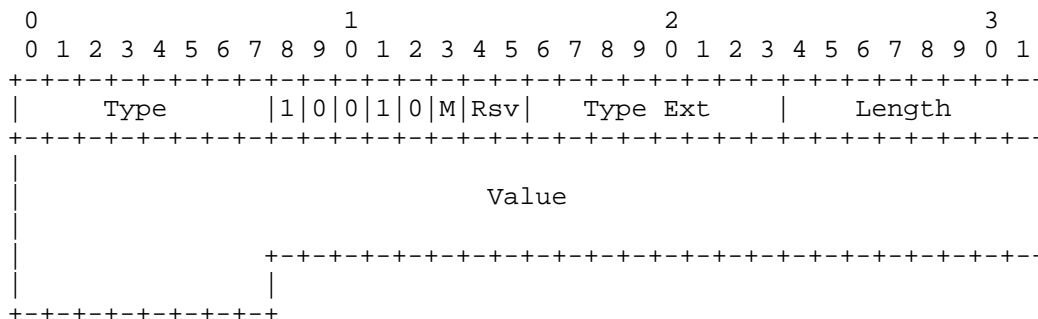 0                   1                   2                   3
 0 1 2 3 4 5 6 7 8 9 0 1 2 3 4 5 6 7 8 9 0 1 2 3 4 5 6 7 8 9 0 1
+-+-+-+-+-+-+-+-+-+-+-+-+-+-+-+-+-+-+-+-+-+-+-+-+-+-+-+-+-+-+-+--
|     Type      |1|0|0|1|0|M|Rsv|   Type Ext    |    Length
+-+-+-+-+-+-+-+-+-+-+-+-+-+-+-+-+-+-+-+-+-+-+-+-+-+-+-+-+-+-+-+--
|
|                             Value
|
|               +-+-+-+-+-+-+-+-+-+-+-+-+-+-+-+-+-+-+-+-+-+-+-+--
|               |
+-+-+-+-+-+-+-+-+